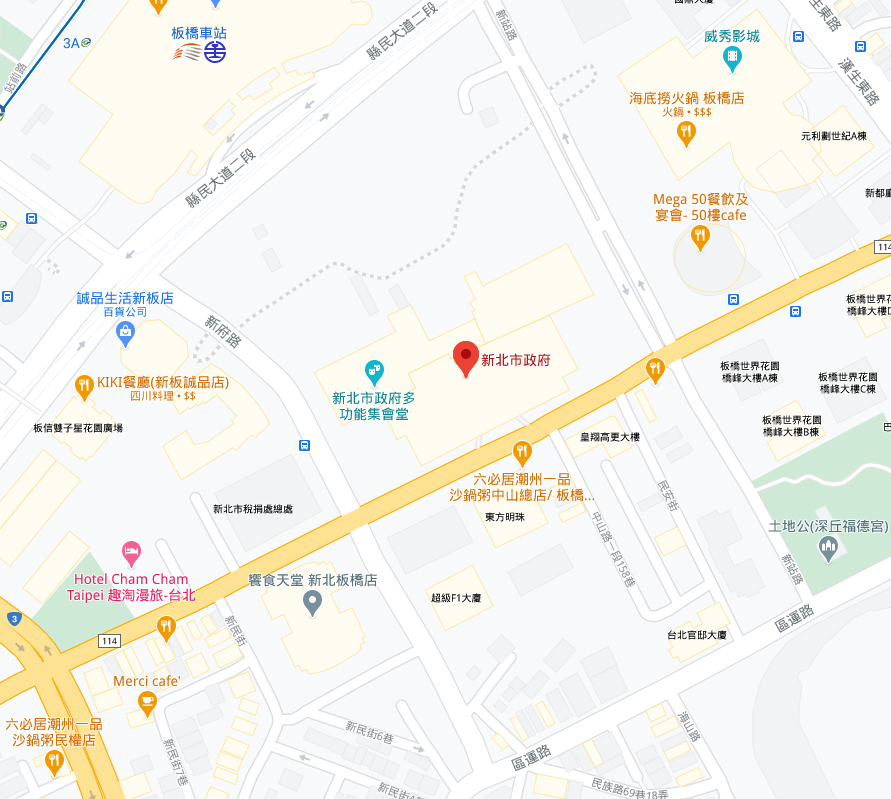 板橋車站
3A
站前路
縣民大道二段
縣民大道二段
新站路
威秀影城
漢生東路
海底撈火鍋 板橋店
火鍋 • $$$
元利劃世紀A棟
Mega 50餐飲及
宴會- 50樓cafe
114
誠品生活新板店
百貨公司
新府路
新北市政府
新北市政府多
功能集會堂
KIKI餐廳(新板誠品店)
四川料理 • $$
板信雙子星花園廣場
板橋世界花園
橋峰大樓A棟
板橋世界花園
橋峰大樓C棟
板橋世界花園
橋峰大樓B棟
皇翔高更大樓
六必居潮州一品
沙鍋粥中山總店/ 板橋...
東方明珠
新北市稅捐處總處
中山路一段158巷
民安街
土地公(深丘福德宮)
新站路
Hotel Cham Cham
Taipei 趣淘漫旅-台北
饗食天堂 新北板橋店
超級F1大廈
3
114
新民街
區運路
台北官邸大廈
Merci cafe'
六必居潮州一品
沙鍋粥民權店
新民街7巷
新民街6巷
區運路
海山路
民族路69巷18弄